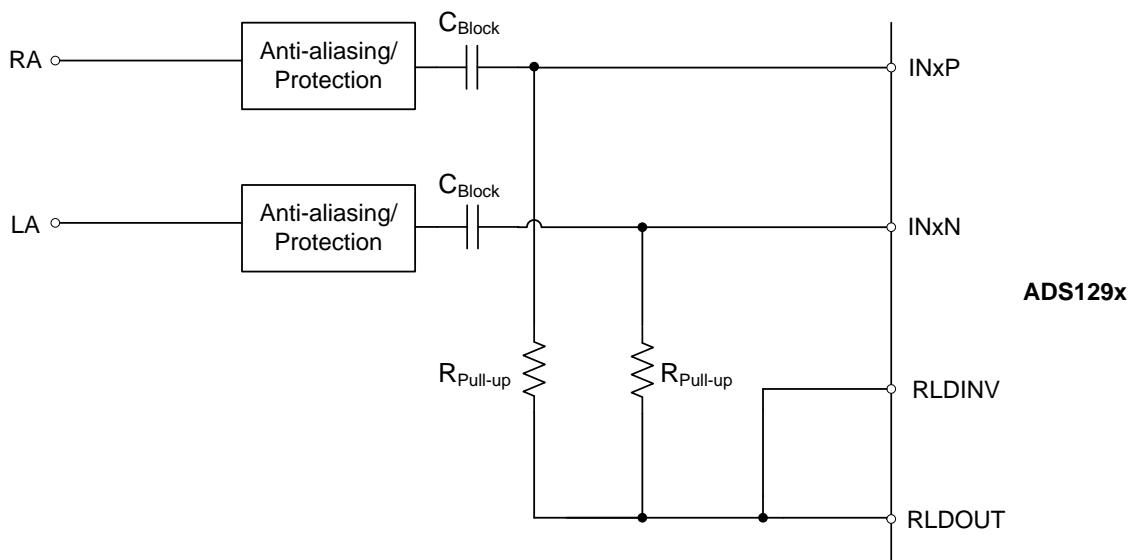 C_Block
RA
Anti-aliasing/
Protection
INxP
C_Block
LA
Anti-aliasing/
Protection
INxN
ADS129x
R_Pull-up
R_Pull-up
RLDINV
RLDOUT